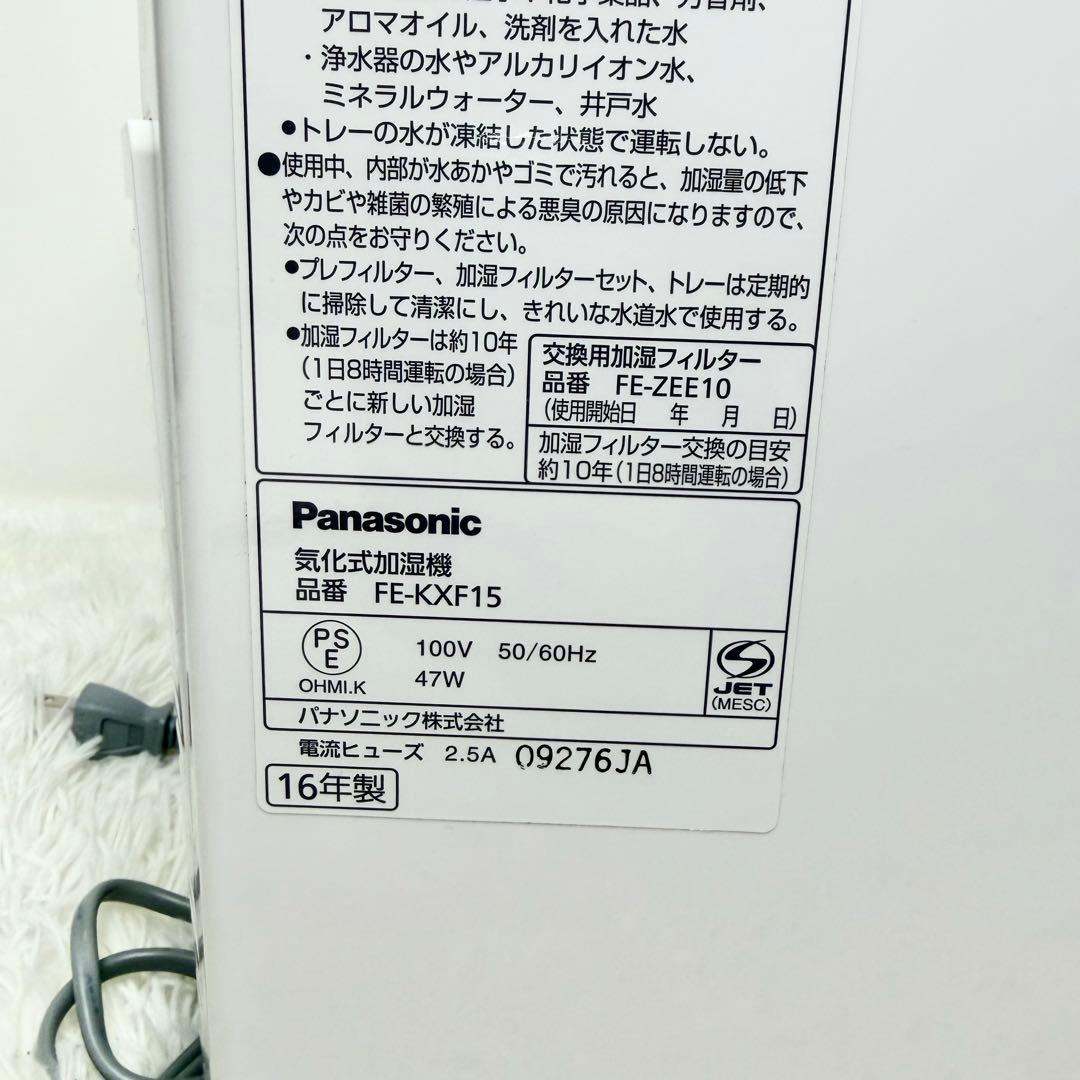 アロマオイル、洗剤を入れた水
・浄水器の水やアルカリイオン水、
ミネラルウォーター、井戸水
●トレーの水が凍結した状態で運転しない。
●使用中、内部が水あかやゴミで汚れると、加湿量の低下
やカビや雑菌の繁殖による悪臭の原因になりますので、
次の点をお守りください。
●プレフィルター、加湿フィルターセット、トレーは定期的
に掃除して清潔にし、きれいな水道水で使用する。
●加湿フィルターは約10年
(1日8時間運転の場合)
ごとに新しい加湿
フィルターと交換する。
交換用加湿フィルター
品番 FE-ZEE10
(使用開始日 年 月 日)
加湿フィルター交換の目安
約10年(1日8時間運転の場合)
Panasonic
気化式加湿機
品番 FE-KXF15
PS
E
OHMI.K
100V 50/60Hz
47W
JET
(MESC)
パナソニック株式会社
電流ヒューズ 2.5A 09276JA
16年製